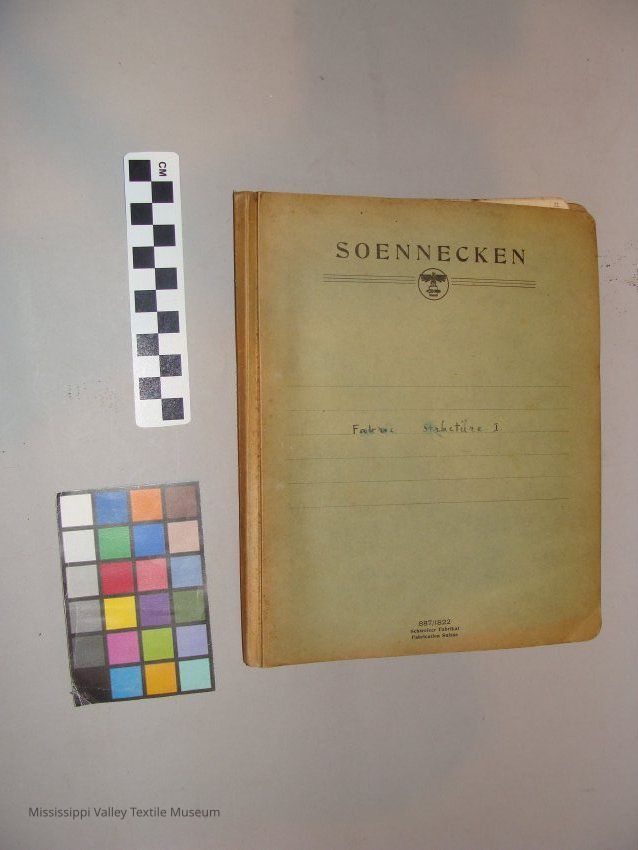 CM
SOENNECKEN
Fabric structure I.
887/1822
Schweizer Fabrikat
Fabrication Suisse
Mississippi Valley Textile Museum